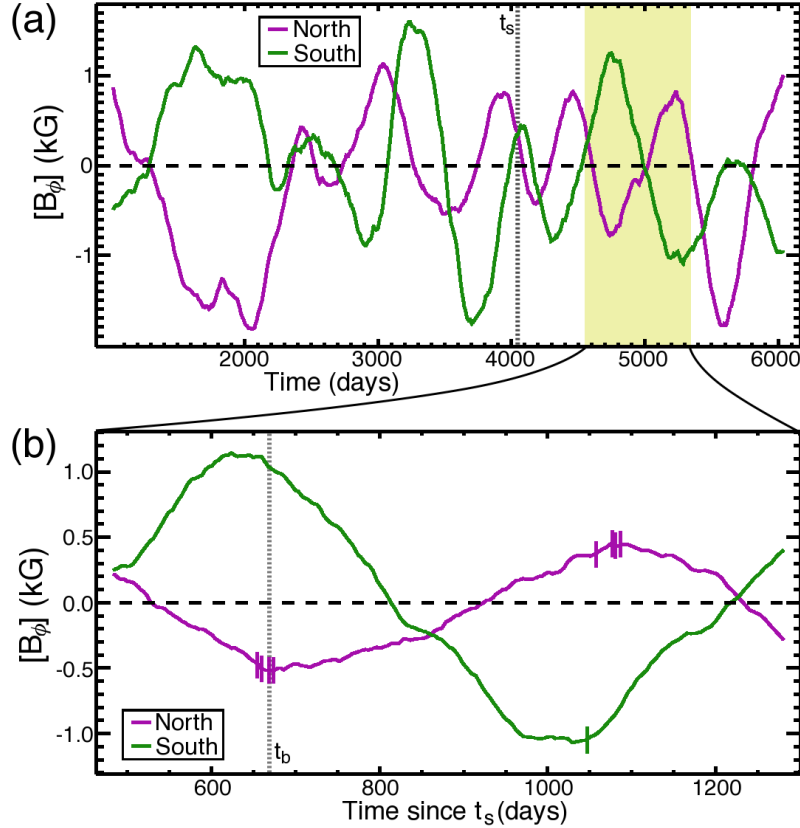 (a)
North
South
t_s
[B_ϕ] (kG)
1
0
-1
2000 3000 4000 5000 6000
Time (days)
(b)
[B_ϕ] (kG)
1.0
0.5
0.0
-0.5
-1.0
North
South
t_b
600 800 1000 1200
Time since t_s (days)